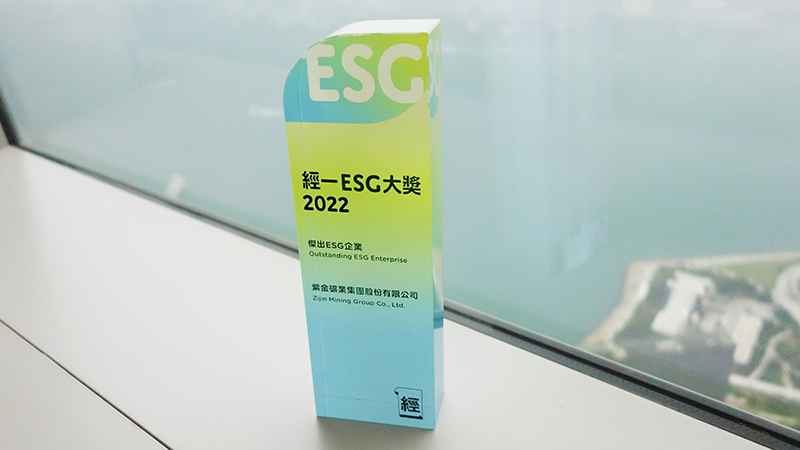 ESG
經一ESG大獎
2022
傑出ESG企業
Outstanding ESG Enterprise
紫金礦業集團股份有限公司
Zijin Mining Group Co., Ltd.
經